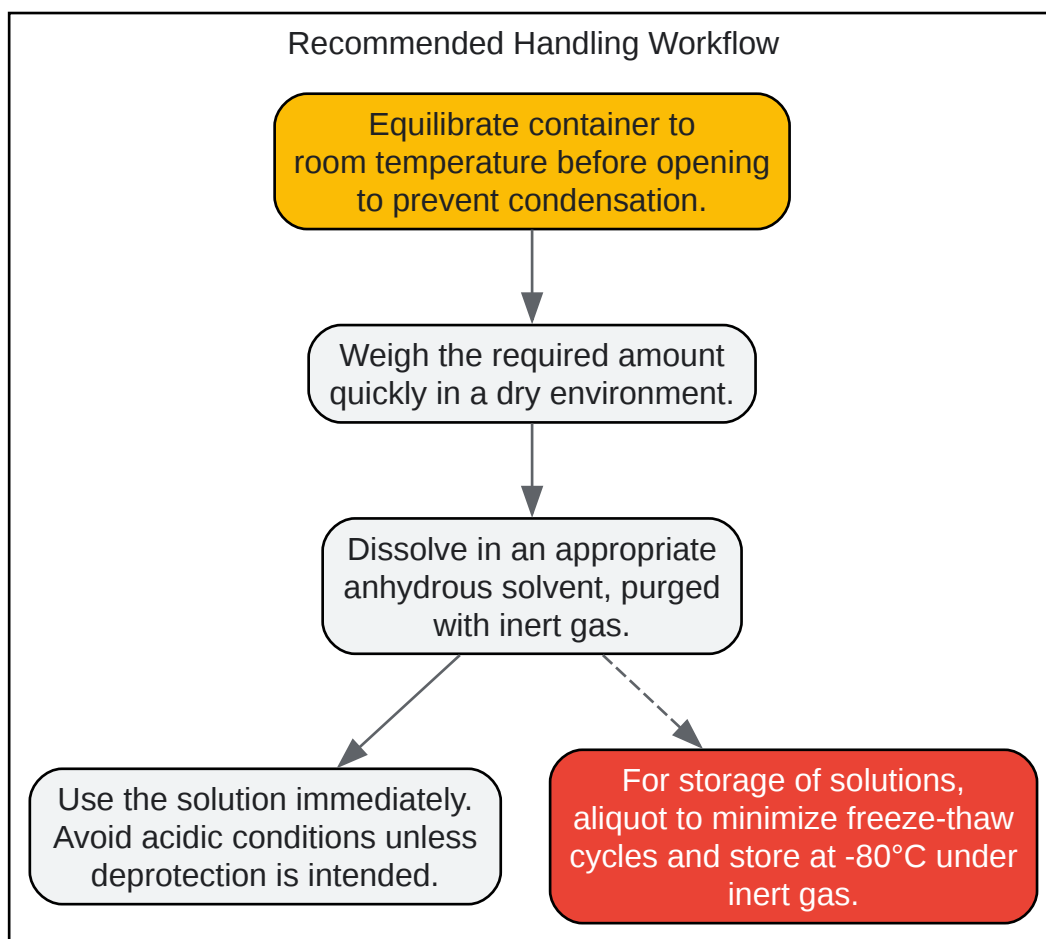 Recommended Handling Workflow
Equilibrate container to
room temperature before opening
to prevent condensation.
Weigh the required amount
quickly in a dry environment.
Dissolve in an appropriate
anhydrous solvent, purged
with inert gas.
Use the solution immediately.
Avoid acidic conditions unless
deprotection is intended.
For storage of solutions,
aliquot to minimize freeze-thaw
cycles and store at -80°C under
inert gas.